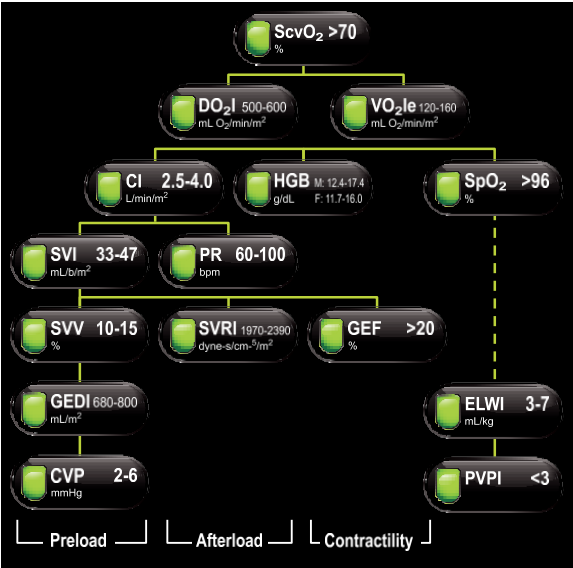 ScvO₂ >70
%
DO₂I 500-600
mL O₂/min/m²
VO₂Ie 120-160
mL O₂/min/m²
CI 2.5-4.0
L/min/m²
HGB M: 12.4-17.4
g/dL F: 11.7-16.0
SpO₂ >96
%
SVI 33-47
mL/b/m²
PR 60-100
bpm
SVV 10-15
%
SVRI 1970-2390
dyne-s/cm-⁵/m²
GEF >20
%
GEDI 680-800
mL/m²
ELWI 3-7
mL/kg
CVP 2-6
mmHg
PVPI <3
Preload
Afterload
Contractility